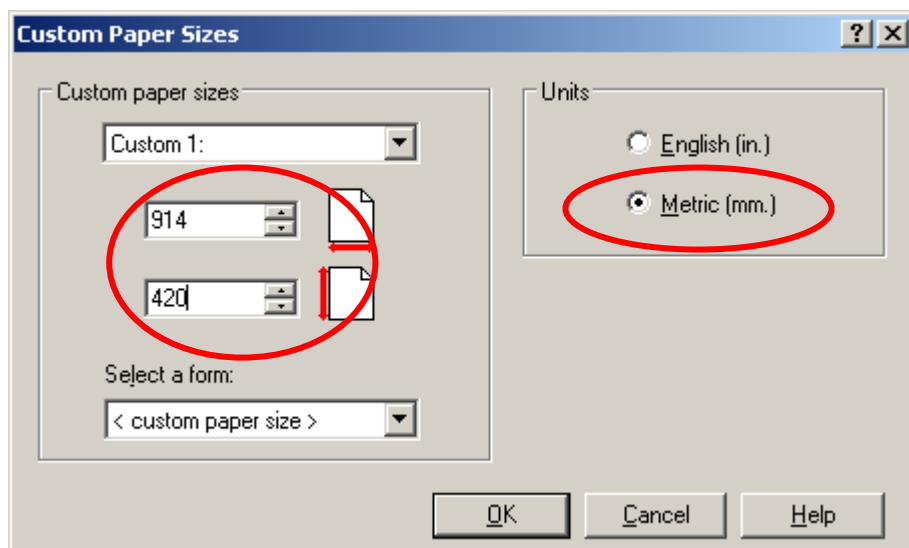 Custom Paper Sizes
Custom paper sizes
Custom 1:
914
420
Select a form:
< custom paper size >
Units
English (in.)
Metric (mm.)
OK
Cancel
Help